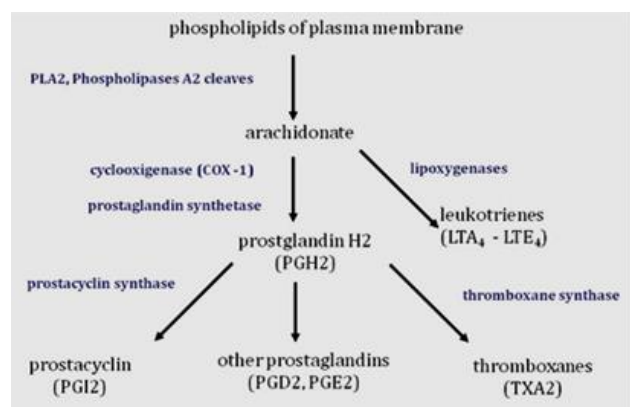 phospholipids of plasma membrane
PLA2, Phospholipases A2 cleaves
arachidonate
cyclooxigenase (COX -1)
lipoxygenases
prostaglandin synthetase
leukotrienes
(LTA₄ - LTE₄)
prostglandin H2
(PGH2)
prostacyclin synthase
thromboxane synthase
prostacyclin
(PGI2)
other prostaglandins
(PGD2, PGE2)
thromboxanes
(TXA2)